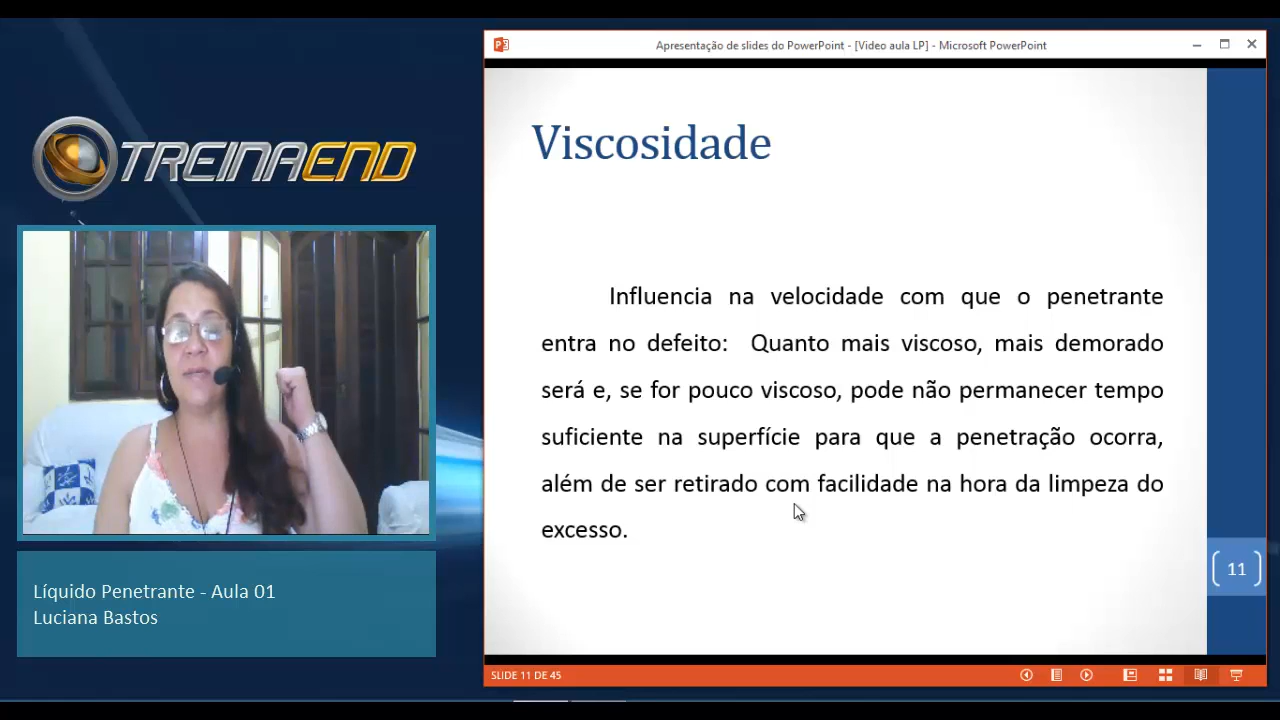 Apresentação de slides do PowerPoint - [Video aula LP] - Microsoft PowerPoint
TREINAEND
Viscosidade
Influencia na velocidade com que o penetrante
entra no defeito: Quanto mais viscoso, mais demorado
será e, se for pouco viscoso, pode não permanecer tempo
suficiente na superfície para que a penetração ocorra,
além de ser retirado com facilidade na hora da limpeza do
excesso.
11
Líquido Penetrante - Aula 01
Luciana Bastos
SLIDE 11 DE 45